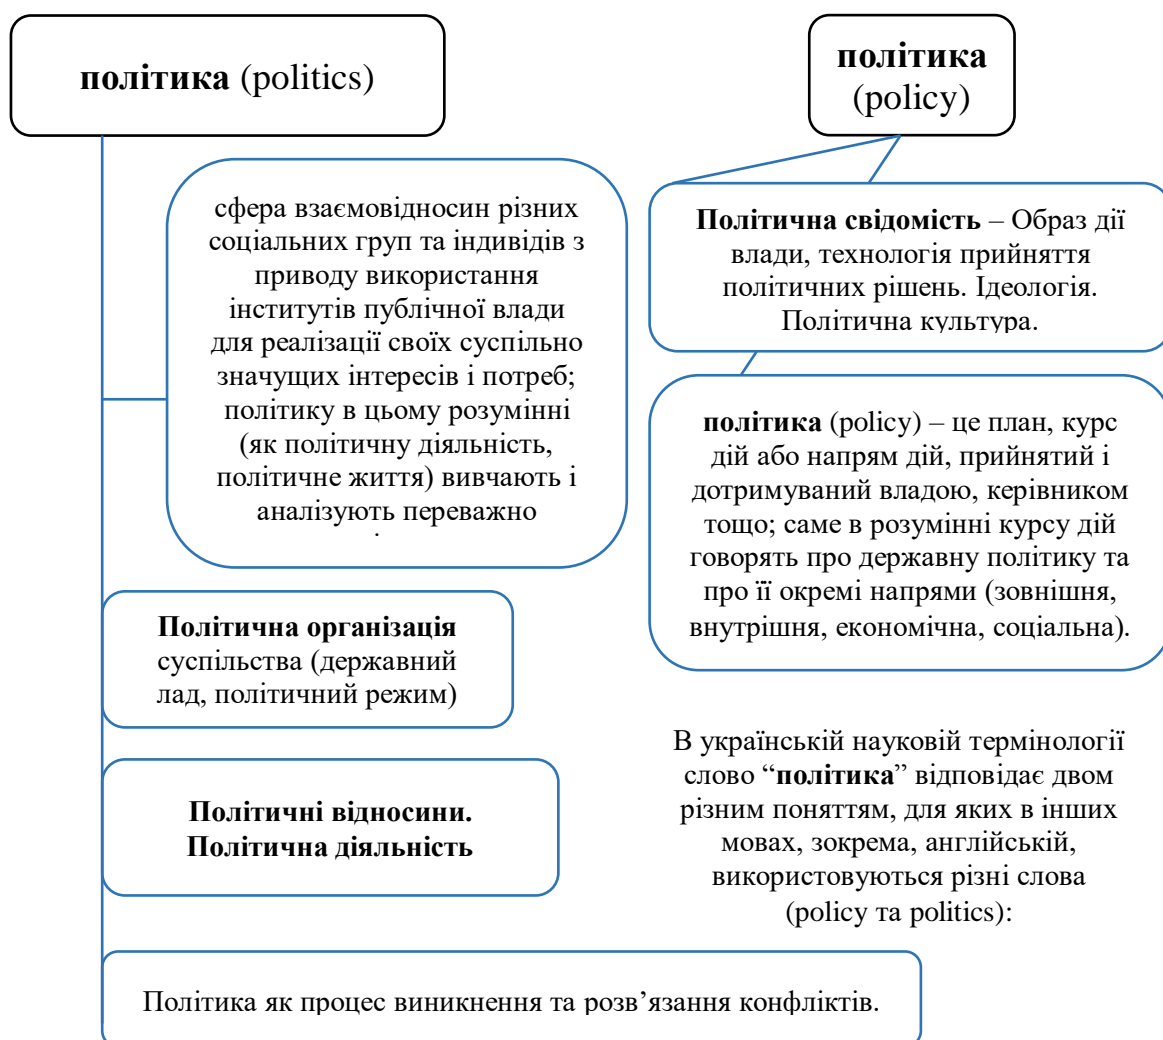 політика (politics)
сфера взаємовідносин різних
соціальних груп та індивідів з
приводу використання
інститутів публічної влади
для реалізації своїх суспільно
значущих інтересів і потреб;
політику в цьому розумінні
(як політичну діяльність,
політичне життя) вивчають і
аналізують переважно
Політична організація
суспільства (державний
лад, політичний режим)
Політичні відносини.
Політична діяльність
Політика як процес виникнення та розв’язання конфліктів.
політика
(policy)
Політична свідомість – Образ дії
влади, технологія прийняття
політичних рішень. Ідеологія.
Політична культура.
політика (policy) – це план, курс
дій або напрям дій, прийнятий і
дотримуваний владою, керівником
тощо; саме в розумінні курсу дій
говорять про державну політику та
про її окремі напрями (зовнішня,
внутрішня, економічна, соціальна).
В українській науковій термінології
слово “політика” відповідає двом
різним поняттям, для яких в інших
мовах, зокрема, англійській,
використовуються різні слова
(policy та politics):